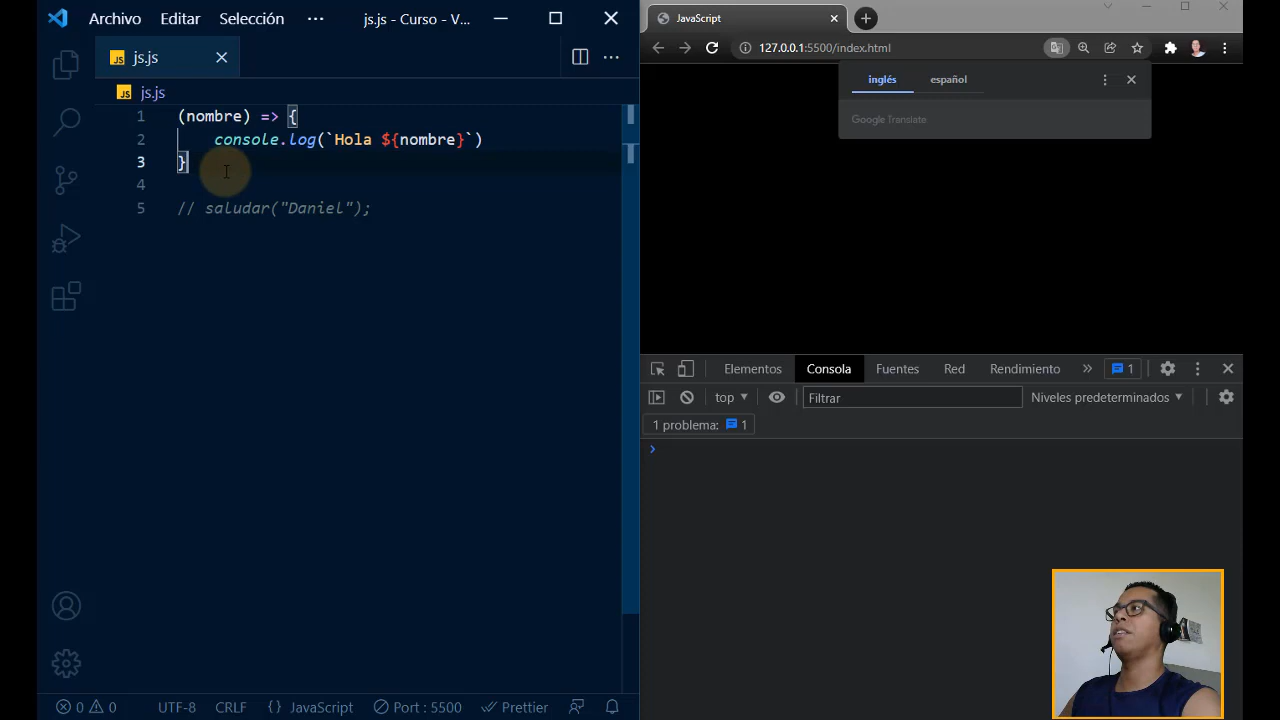 Archivo Editar Selección ··· js.js - Curso - V...
JS js.js
JS js.js
1 (nombre) => {
2 console.log(`Hola ${nombre}`)
3 }
4
5 // saludar("Daniel");
0 0 UTF-8 CRLF {} JavaScript Port : 5500 Prettier
JavaScript
127.0.0.1:5500/index.html
inglés español
Google Translate
Elementos Consola Fuentes Red Rendimiento » 1
top Filtrar Niveles predeterminados
1 problema: 1